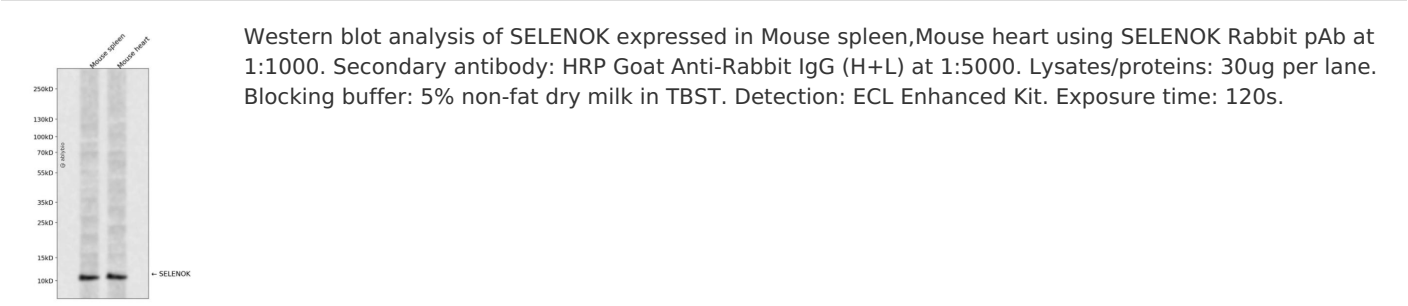 Mouse spleen
Mouse heart
250kD
130kD
100kD
70kD
55kD
35kD
25kD
15kD
10kD
← SELENOK
Western blot analysis of SELENOK expressed in Mouse spleen,Mouse heart using SELENOK Rabbit pAb at
1:1000. Secondary antibody: HRP Goat Anti-Rabbit IgG (H+L) at 1:5000. Lysates/proteins: 30ug per lane.
Blocking buffer: 5% non-fat dry milk in TBST. Detection: ECL Enhanced Kit. Exposure time: 120s.